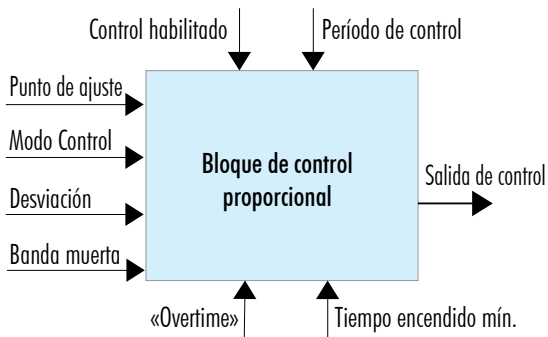 Control habilitado
Período de control
Punto de ajuste
Modo Control
Desviación
Banda muerta
Bloque de control
proporcional
Salida de control
«Overtime»
Tiempo encendido mín.